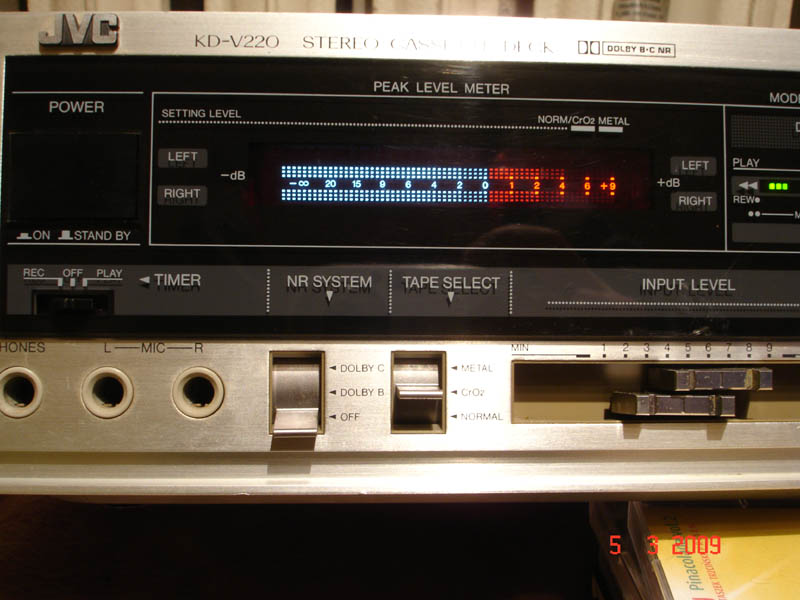 JVC
KD-V220 STEREO CASSETTE DECK DOLBY B·C NR
PEAK LEVEL METER
POWER
MODE
SETTING LEVEL
NORM/CrO2 METAL
LEFT
RIGHT
-dB
-∞ 20 15 9 6 4 2 0 1 2 4 6 +9
+dB
LEFT
RIGHT
PLAY
REW
ON STAND BY
REC OFF PLAY
TIMER
NR SYSTEM
TAPE SELECT
INPUT LEVEL
PHONES L MIC R
DOLBY C
DOLBY B
OFF
METAL
CrO2
NORMAL
MIN 1 2 3 4 5 6 7 8 9
5 3 2009